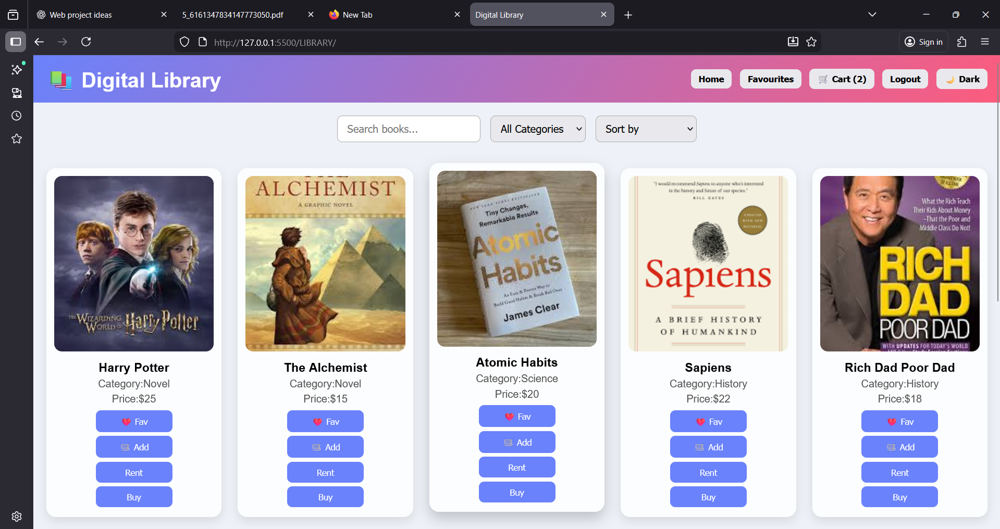 Web project ideas
5_6161347834147773050.pdf
New Tab
Digital Library
http://127.0.0.1:5500/LIBRARY/
Sign in
Digital Library
Home
Favourites
Cart (2)
Logout
Dark
Search books...
All Categories
Sort by
THE WIZARDING WORLD OF Harry Potter
Harry Potter
Category:Novel
Price:$25
Fav
Add
Rent
Buy
ALCHEMIST
A GRAPHIC NOVEL
The Alchemist
Category:Novel
Price:$15
Fav
Add
Rent
Buy
NEW YORK TIMES BESTSELLER
Tiny Changes,
Remarkable Results
Atomic
Habits
An Easy & Proven Way to
Build Good Habits & Break Bad Ones
James Clear
Atomic Habits
Category:Science
Price:$20
Fav
Add
Rent
Buy
"I would recommend Sapiens to anyone who's interested
in the history and future of our species."
BILL GATES
Sapiens
A BRIEF HISTORY
OF HUMANKIND
Sapiens
Category:History
Price:$22
Fav
Add
Rent
Buy
What the Rich Teach
Their Kids About Money
–That the Poor and
Middle Class Do Not!
RICH
DAD
POOR DAD
WITH UPDATES FOR TODAY'S WORLD
Rich Dad Poor Dad
Category:History
Price:$18
Fav
Add
Rent
Buy